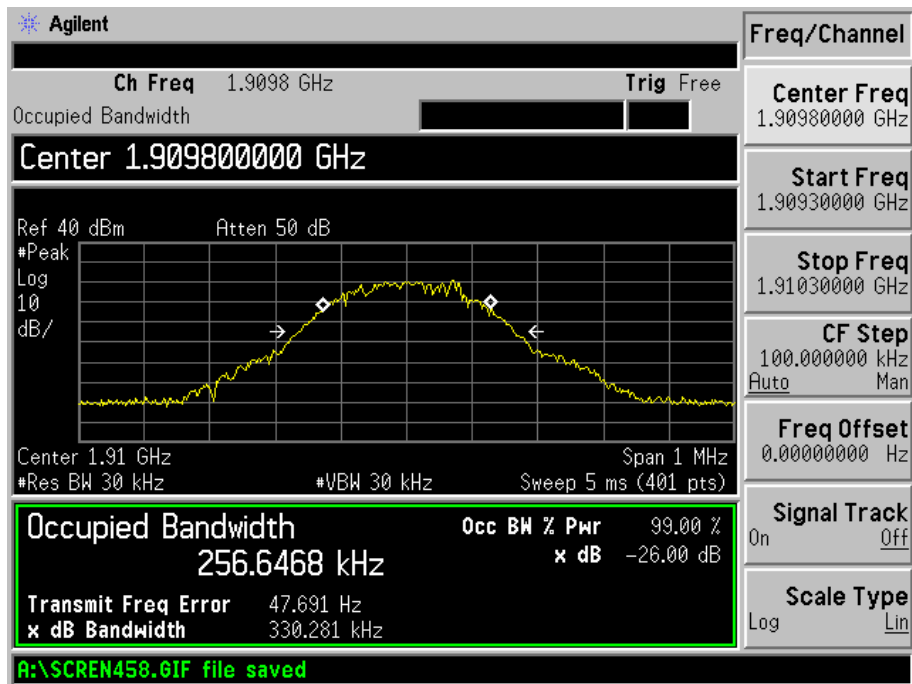 Agilent
Freq/Channel
Ch Freq 1.9098 GHz Trig Free
Occupied Bandwidth
Center 1.909800000 GHz
Ref 40 dBm Atten 50 dB
#Peak
Log
10
dB/
Center 1.91 GHz Span 1 MHz
#Res BW 30 kHz #VBW 30 kHz Sweep 5 ms (401 pts)
Occupied Bandwidth Occ BW % Pwr 99.00 %
256.6468 kHz x dB -26.00 dB
Transmit Freq Error 47.691 Hz
x dB Bandwidth 330.281 kHz
A:\SCREN458.GIF file saved
Center Freq
1.90980000 GHz
Start Freq
1.90930000 GHz
Stop Freq
1.91030000 GHz
CF Step
100.000000 kHz
Auto Man
Freq Offset
0.00000000 Hz
Signal Track
On Off
Scale Type
Log Lin